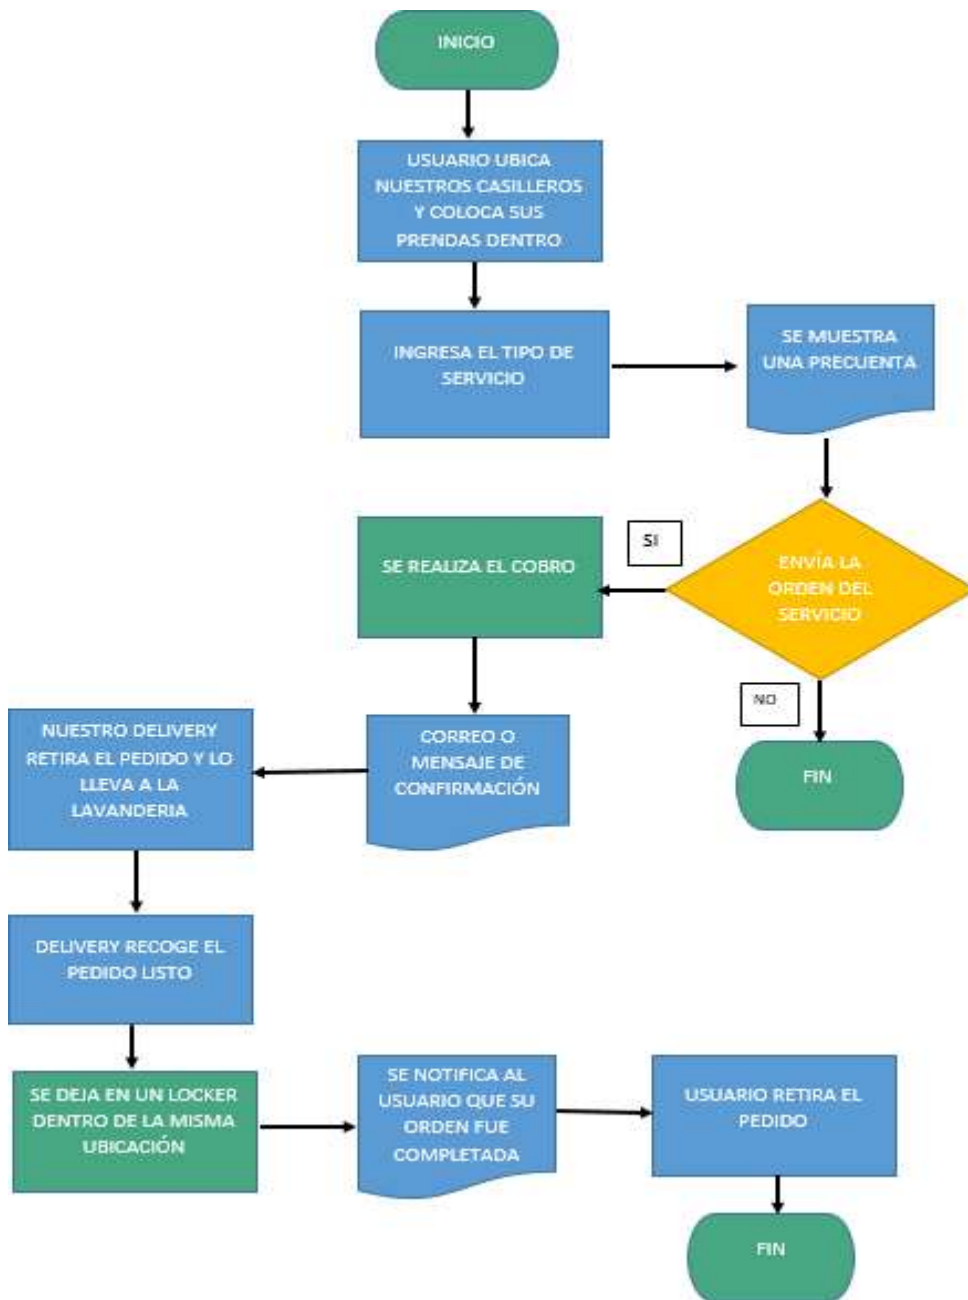 INICIO
USUARIO UBICA
NUESTROS CASILLEROS
Y COLOCA SUS
PRENDAS DENTRO
INGRESA EL TIPO DE
SERVICIO
SE MUESTRA
UNA PRECUENTA
ENVÍA LA
ORDEN DEL
SERVICIO
SI
SE REALIZA EL COBRO
NO
FIN
CORREO O
MENSAJE DE
CONFIRMACIÓN
NUESTRO DELIVERY
RETIRA EL PEDIDO Y LO
LLEVA A LA
LAVANDERIA
DELIVERY RECOGE EL
PEDIDO LISTO
SE DEJA EN UN LOCKER
DENTRO DE LA MISMA
UBICACIÓN
SE NOTIFICA AL
USUARIO QUE SU
ORDEN FUE
COMPLETADA
USUARIO RETIRA EL
PEDIDO
FIN